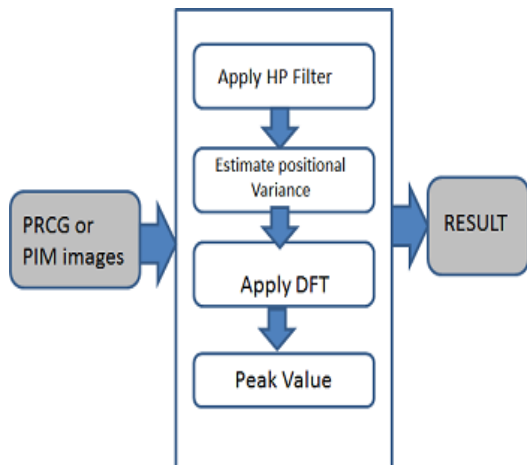 PRCG or
PIM images
Apply HP Filter
Estimate positional
Variance
Apply DFT
Peak Value
RESULT